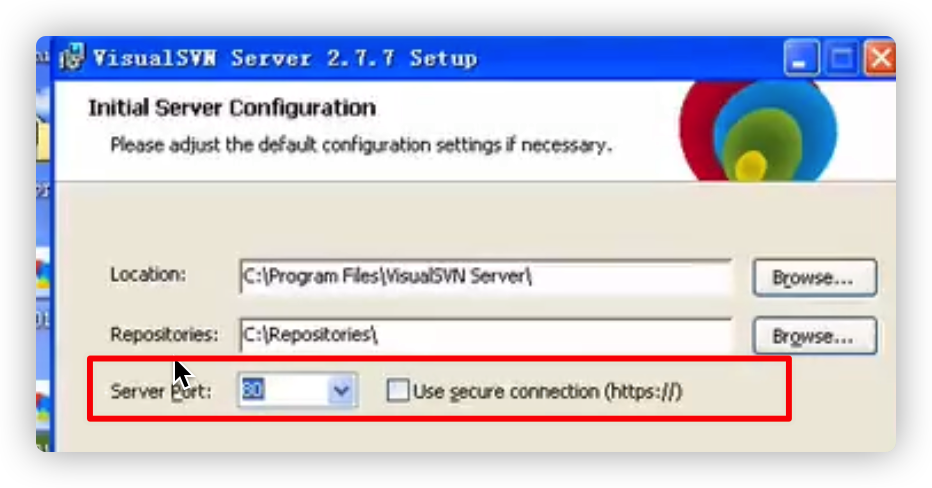 VisualSVN Server 2.7.7 Setup
Initial Server Configuration
Please adjust the default configuration settings if necessary.
Location:
C:\Program Files\VisualSVN Server\
Browse...
Repositories:
C:\Repositories\
Browse...
Server Port:
80
Use secure connection (https://)